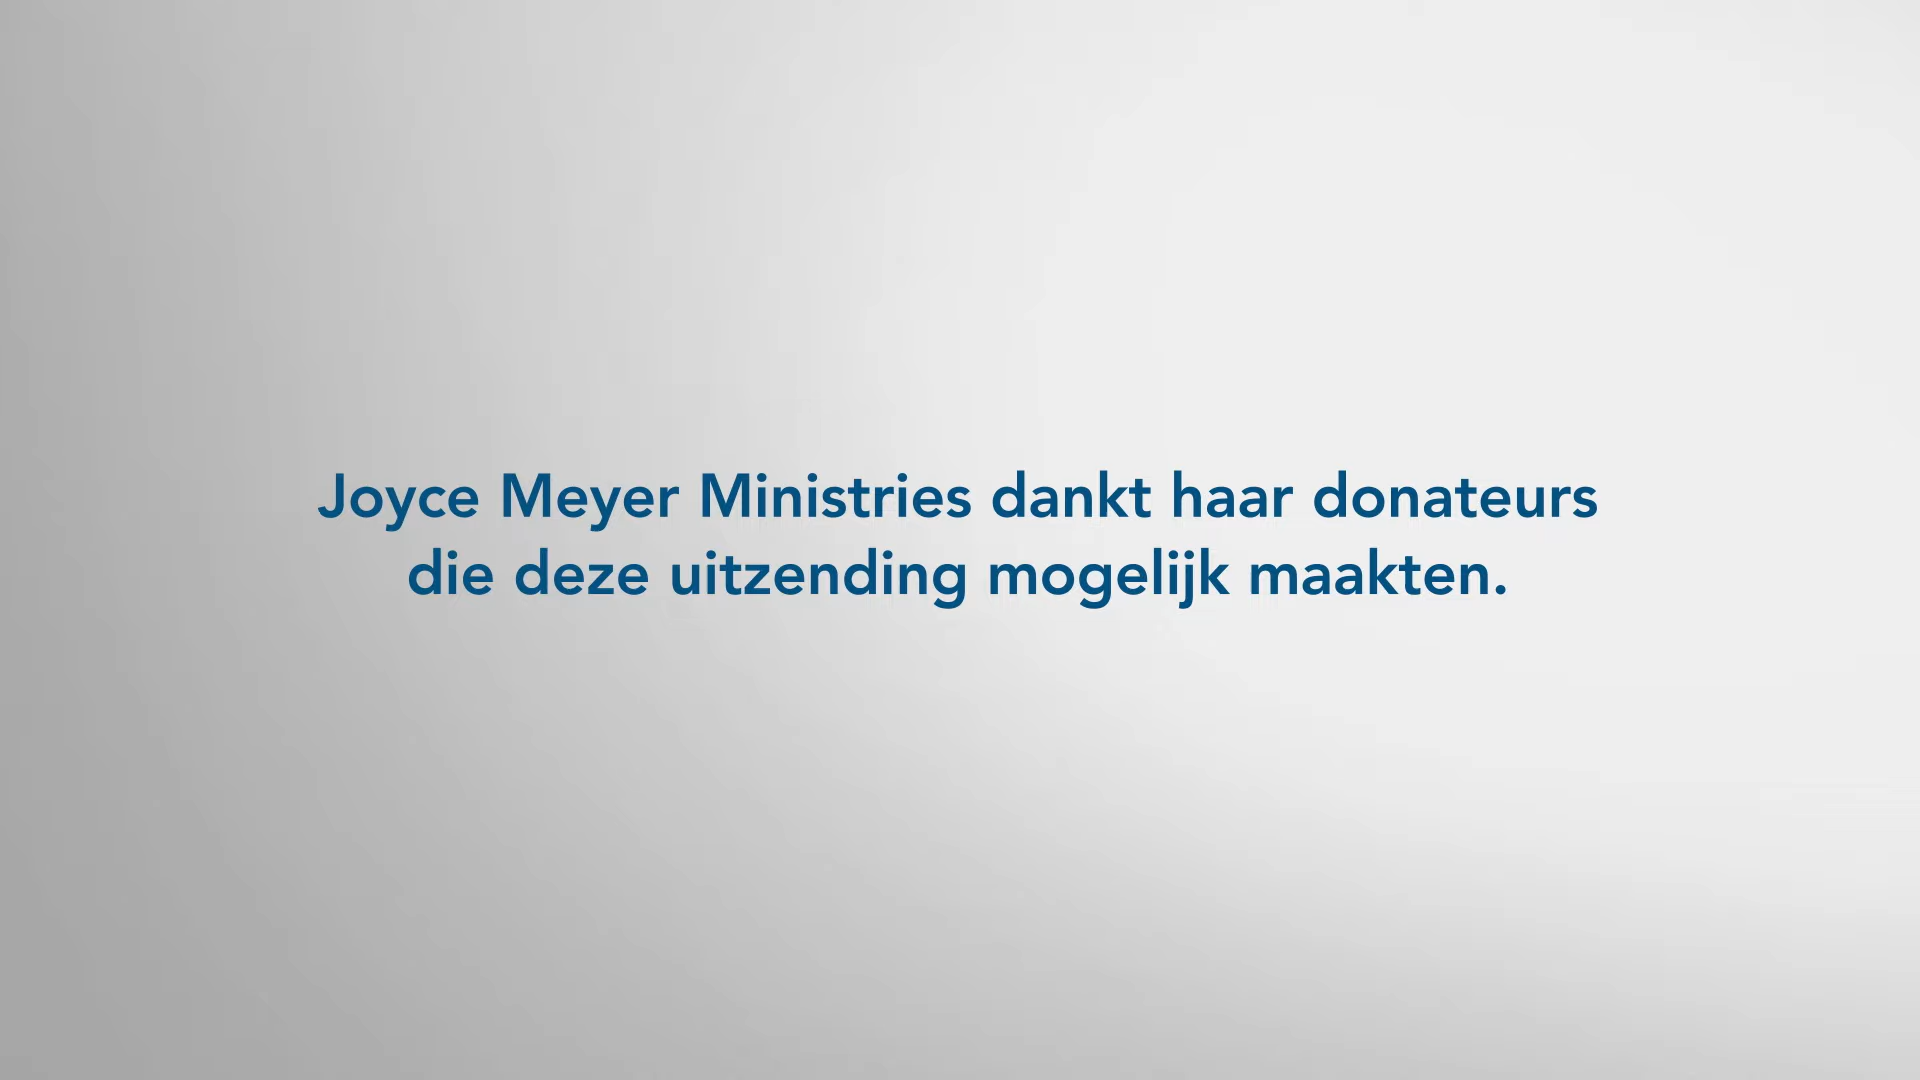 Joyce Meyer Ministries dankt haar donateurs
die deze uitzending mogelijk maakten.